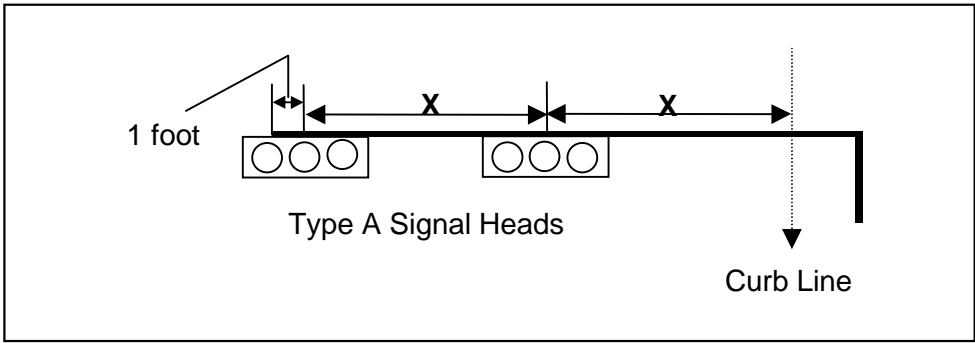 X
X
1 foot
Type A Signal Heads
Curb Line